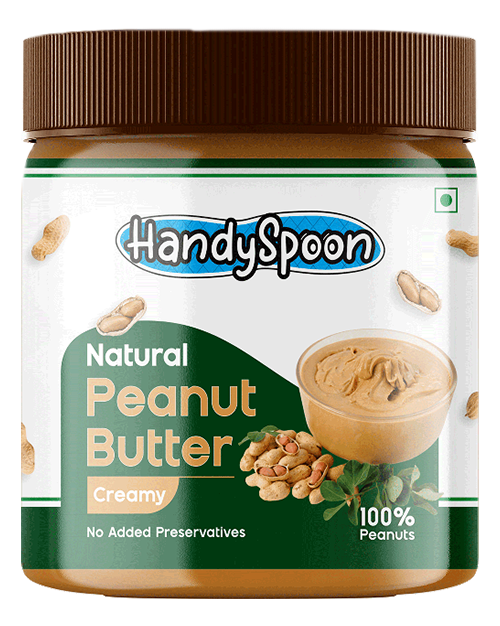 HandySpoon
Natural
Peanut
Butter
Creamy
No Added Preservatives
100%
Peanuts